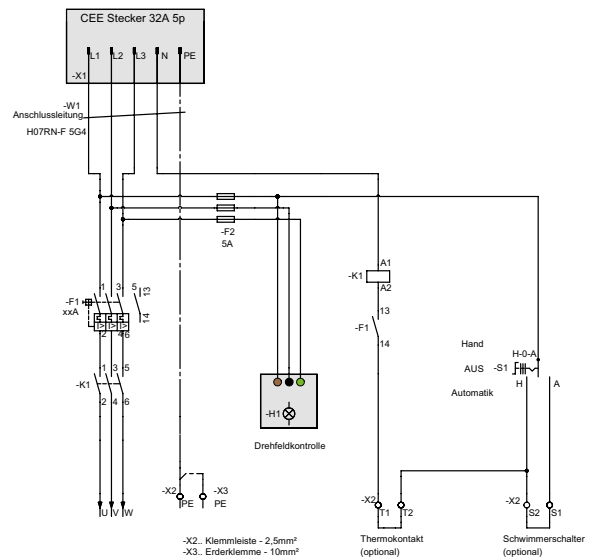 CEE Stecker 32A 5p
L1 L2 L3 N PE
-X1
-W1
Anschlussleitung
H07RN-F 5G4
-F2
5A
A1
-K1
A2
1 3 5 13
-F1
xxA
I> I> I>
2 4 6 14
13
-F1
14
Hand H-0-A
AUS -S1
H A
Automatik
1 3 5
-K1
2 4 6
-H1
Drehfeldkontrolle
-X2 -X3
PE PE
U V W
-X2
T1 T2
-X2
S2 S1
-X2.. Klemmleiste - 2,5mm²
-X3.. Erderklemme - 10mm²
Thermokontakt
(optional)
Schwimmerschalter
(optional)